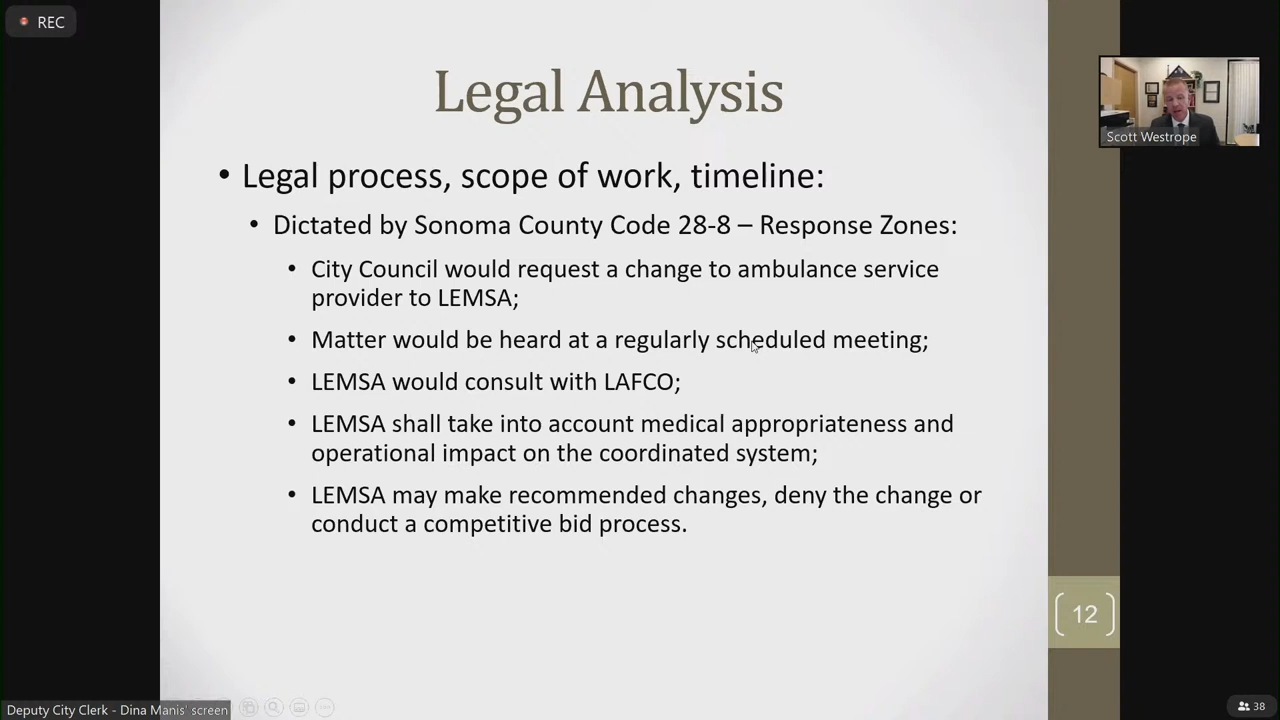 REC
Legal Analysis
Scott Westrope
• Legal process, scope of work, timeline:
• Dictated by Sonoma County Code 28-8 – Response Zones:
• City Council would request a change to ambulance service
provider to LEMSA;
• Matter would be heard at a regularly scheduled meeting;
• LEMSA would consult with LAFCO;
• LEMSA shall take into account medical appropriateness and
operational impact on the coordinated system;
• LEMSA may make recommended changes, deny the change or
conduct a competitive bid process.
12
Deputy City Clerk - Dina Manis' screen
38